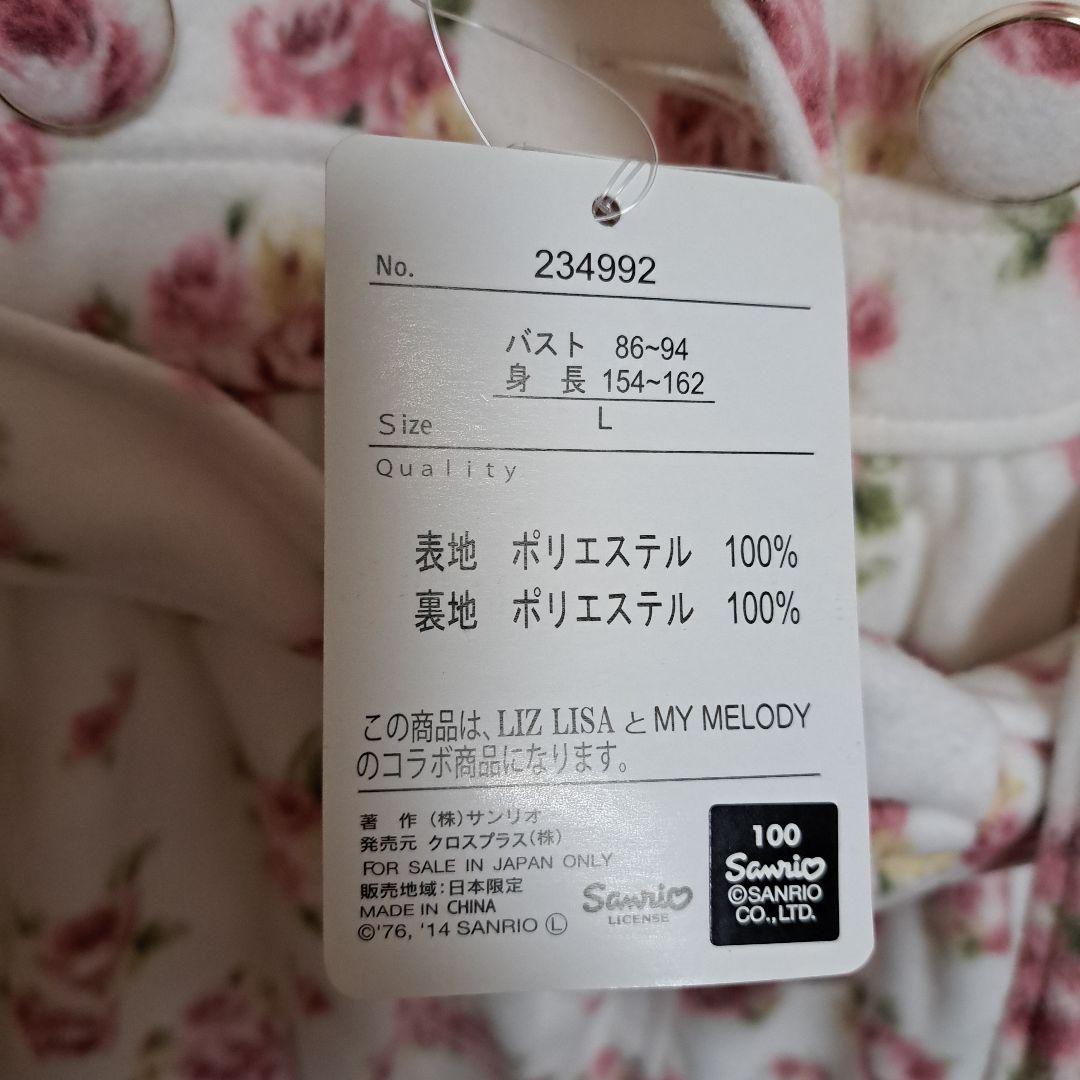 No. 234992
バスト 86~94
身 長 154~162
Size L
Quality
表地 ポリエステル 100%
裏地 ポリエステル 100%
この商品は、LIZ LISA と MY MELODY
のコラボ商品になります。
著 作 (株)サンリオ
発売元 クロスプラス(株)
FOR SALE IN JAPAN ONLY
販売地域:日本限定
MADE IN CHINA
©'76, '14 SANRIO Ⓛ
Sanrio
LICENSE
100
Sanrio
©SANRIO
CO.,LTD.